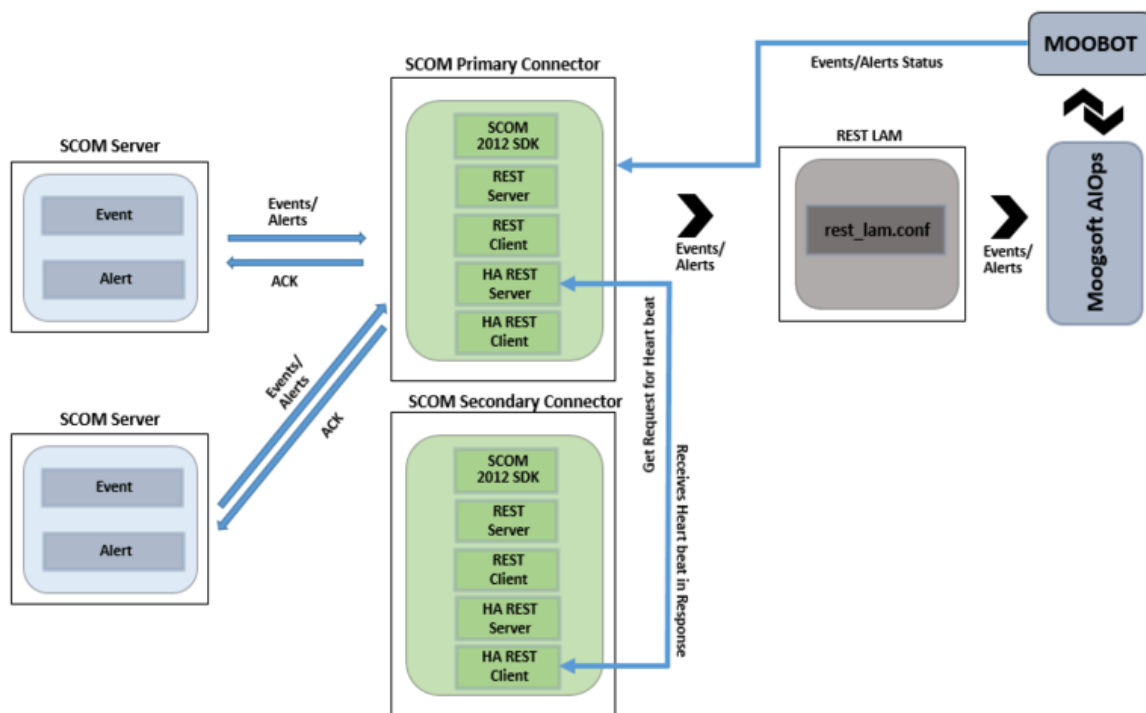 MOOBOT
Events/Alerts Status
SCOM Primary Connector
SCOM
2012 SDK
REST
Server
REST
Client
HA REST
Server
HA REST
Client
REST LAM
rest_lam.conf
Moogsoft AIOps
SCOM Server
Event
Alert
Events/
Alerts
ACK
Events/
Alerts
Events/
Alerts
SCOM Server
Event
Alert
Events/
Alerts
ACK
SCOM Secondary Connector
SCOM
2012 SDK
REST
Server
REST
Client
HA REST
Server
HA REST
Client
Get Request for Heart beat
Receives Heart beat in Response